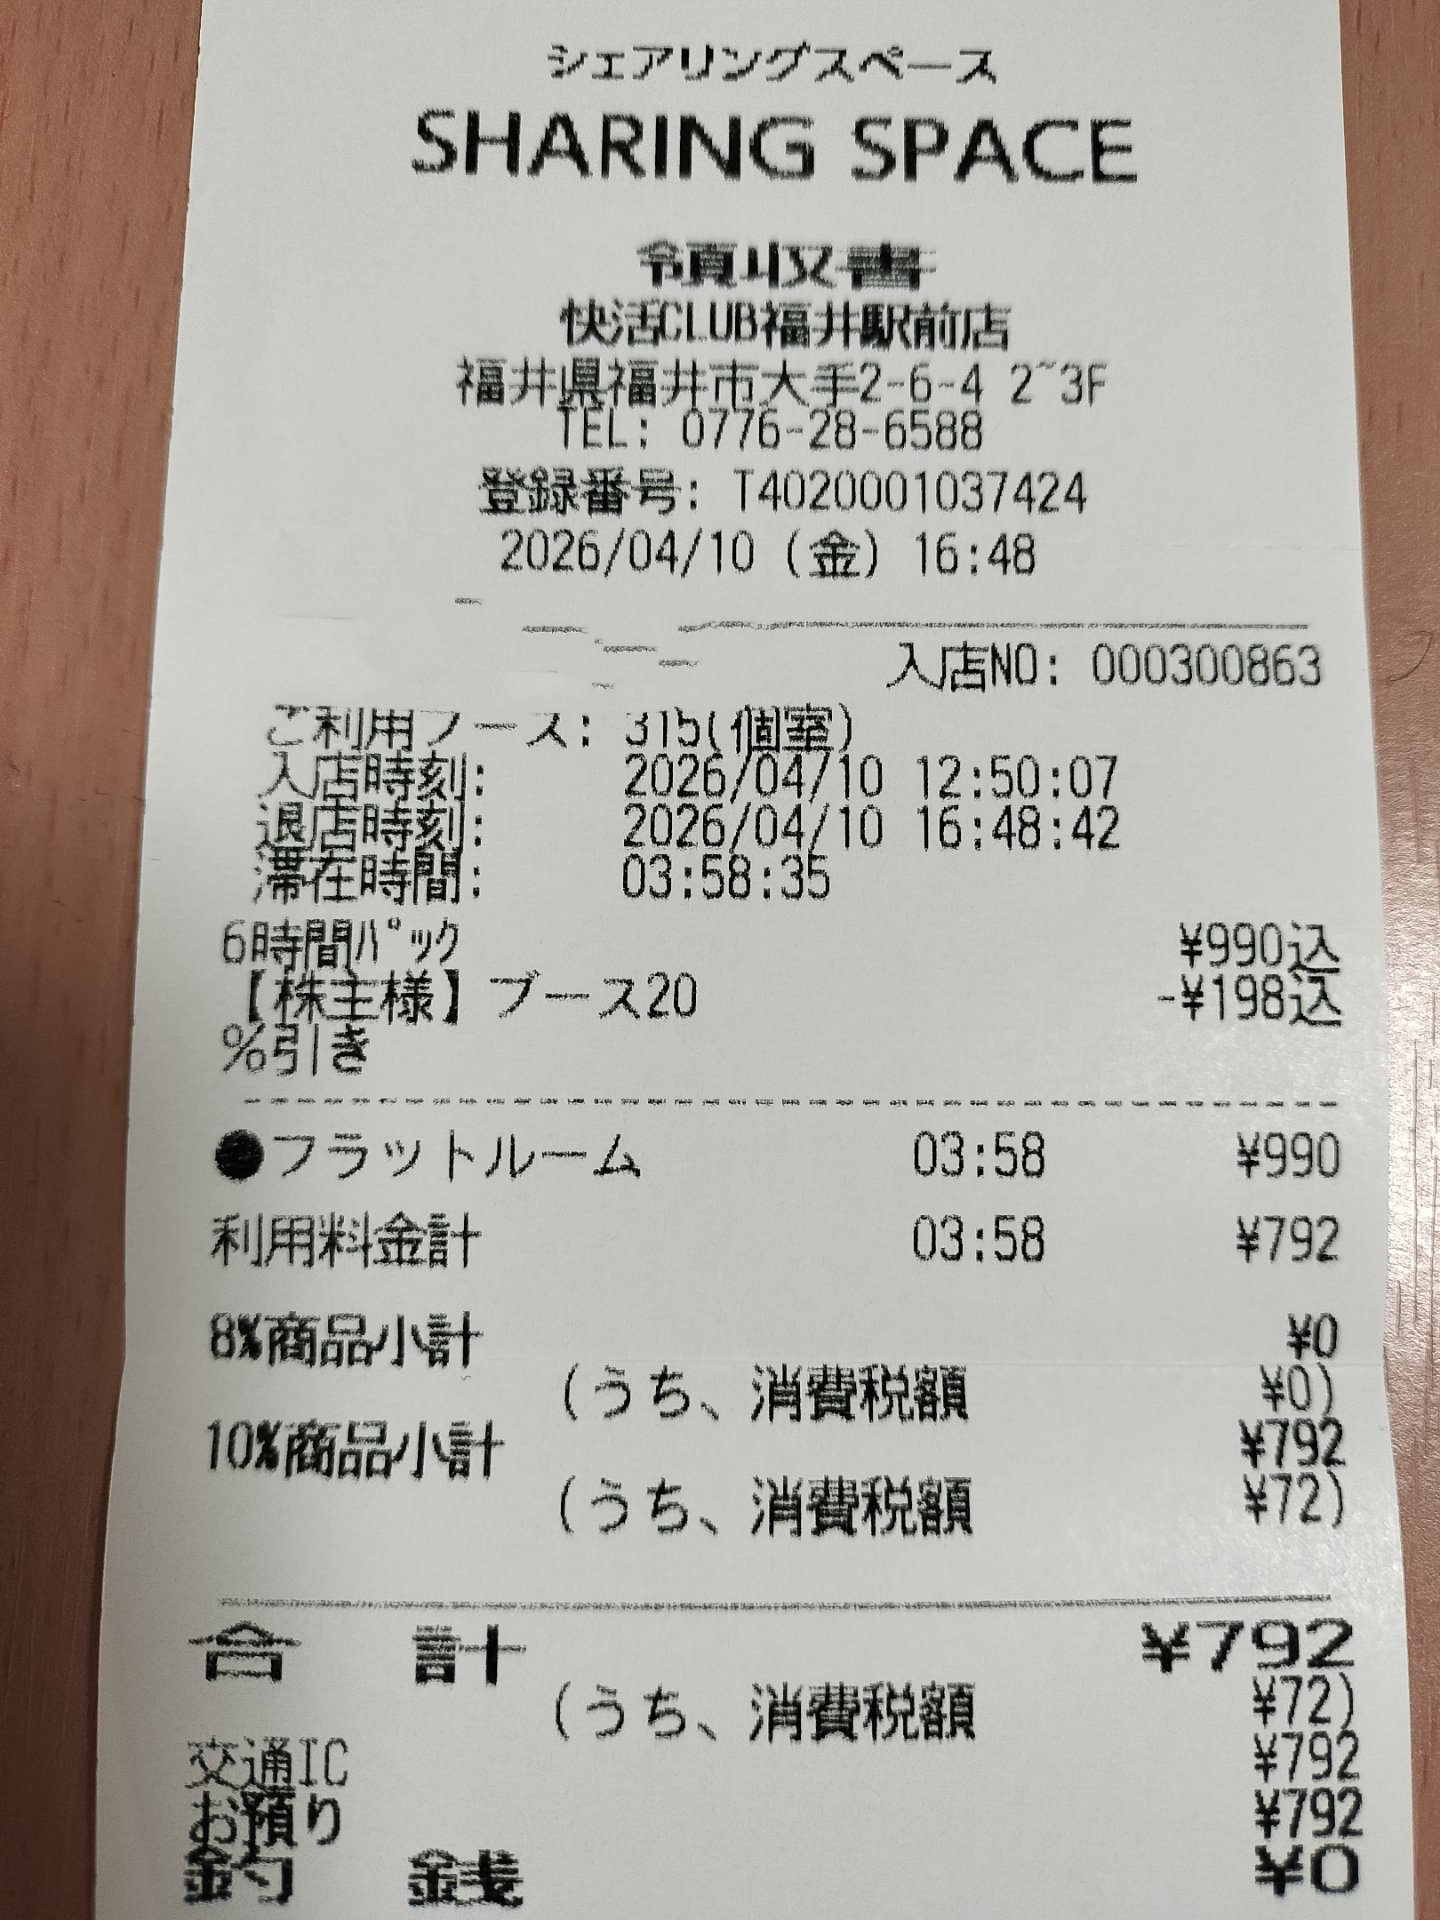 シェアリングスペース
SHARING SPACE
領収書
快活CLUB福井駅前店
福井県福井市大手2-6-4 2~3F
TEL: 0776-28-6588
登録番号: T4020001037424
2026/04/10 (金) 16:48
入店NO: 000300863
ご利用ブース: 315(個室)
入店時刻: 2026/04/10 12:50:07
退店時刻: 2026/04/10 16:48:42
滞在時間: 03:58:35
6時間ﾊﾟｯｸ ¥990込
【株主様】ブース20 -¥198込
%引き
●フラットルーム 03:58 ¥990
利用料金計 03:58 ¥792
8%商品小計 ¥0
(うち、消費税額 ¥0)
10%商品小計 ¥792
(うち、消費税額 ¥72)
合 計 ¥792
(うち、消費税額 ¥72)
交通IC ¥792
お預り ¥792
釣 銭 ¥0